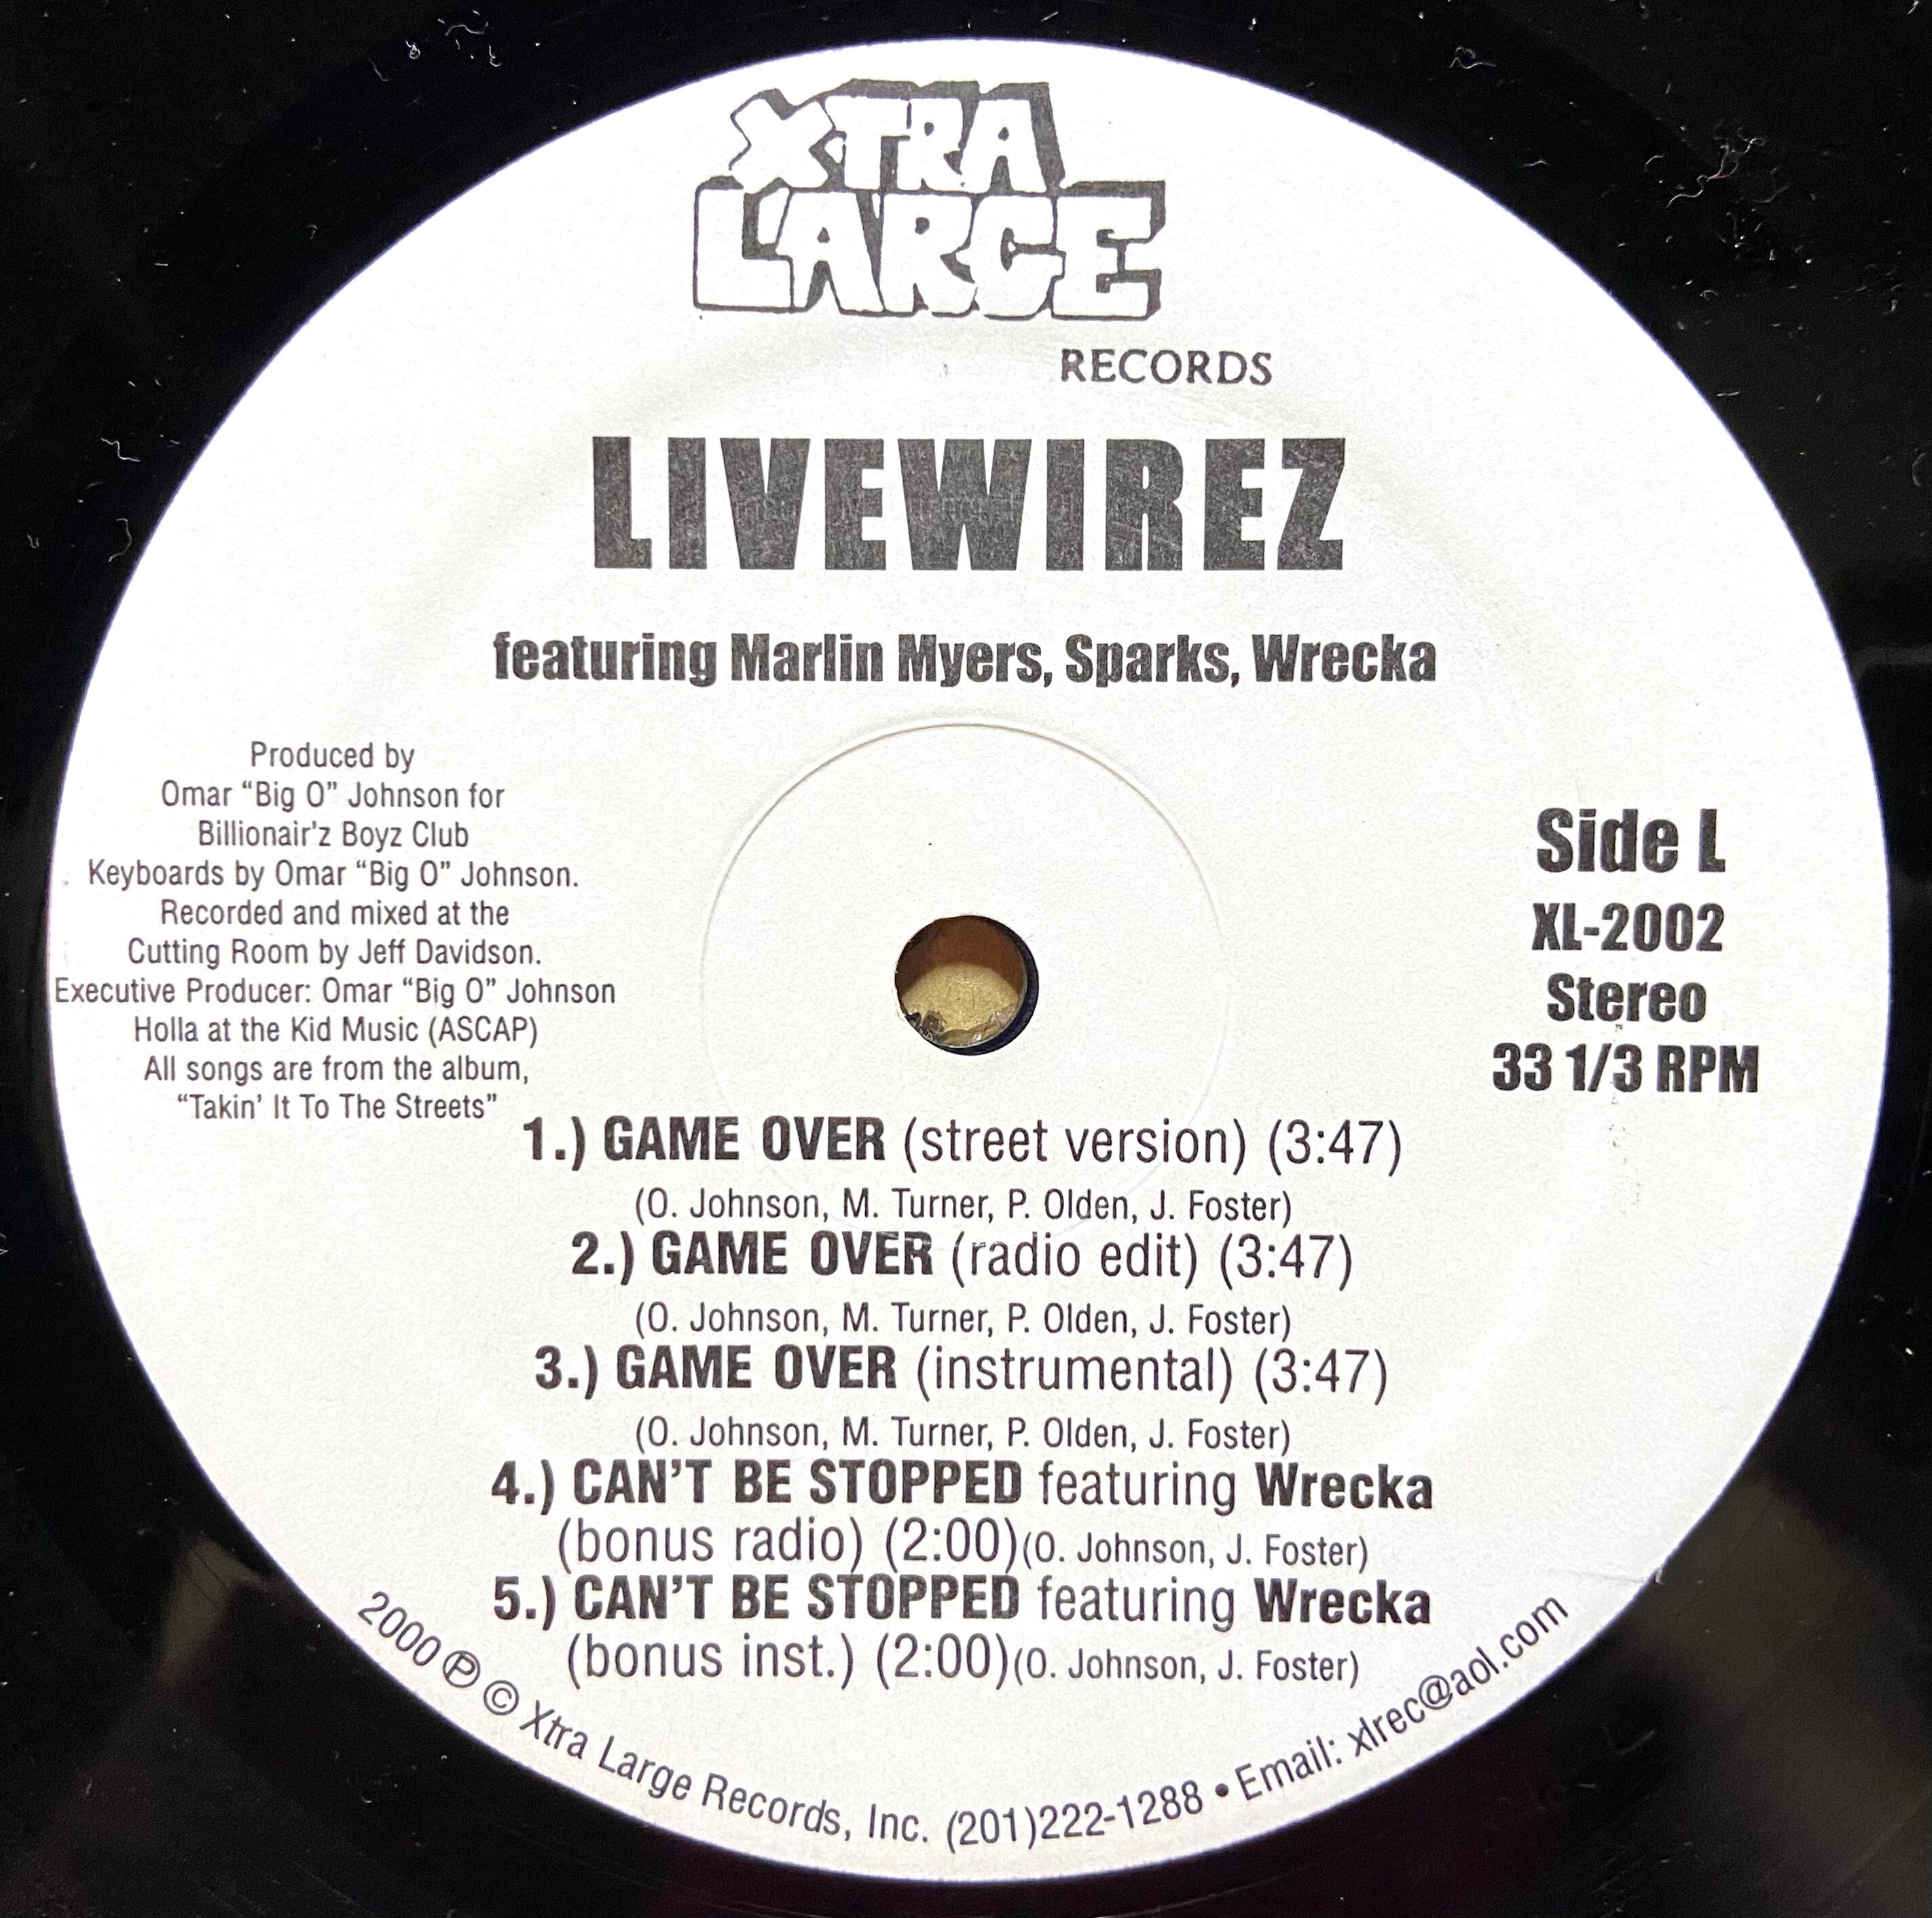 XTRA
LARGE
RECORDS
LIVEWIREZ
featuring Marlin Myers, Sparks, Wrecka
Produced by
Omar “Big O” Johnson for
Billionair'z Boyz Club
Keyboards by Omar “Big O” Johnson.
Recorded and mixed at the
Cutting Room by Jeff Davidson.
Executive Producer: Omar “Big O” Johnson
Holla at the Kid Music (ASCAP)
All songs are from the album,
“Takin’ It To The Streets”
Side L
XL-2002
Stereo
33 1/3 RPM
1.) GAME OVER (street version) (3:47)
(O. Johnson, M. Turner, P. Olden, J. Foster)
2.) GAME OVER (radio edit) (3:47)
(O. Johnson, M. Turner, P. Olden, J. Foster)
3.) GAME OVER (instrumental) (3:47)
(O. Johnson, M. Turner, P. Olden, J. Foster)
4.) CAN’T BE STOPPED featuring Wrecka
(bonus radio) (2:00)(O. Johnson, J. Foster)
5.) CAN’T BE STOPPED featuring Wrecka
(bonus inst.) (2:00)(O. Johnson, J. Foster)
2000 ℗ © Xtra Large Records, Inc. (201)222-1288 • Email: xlrec@aol.com